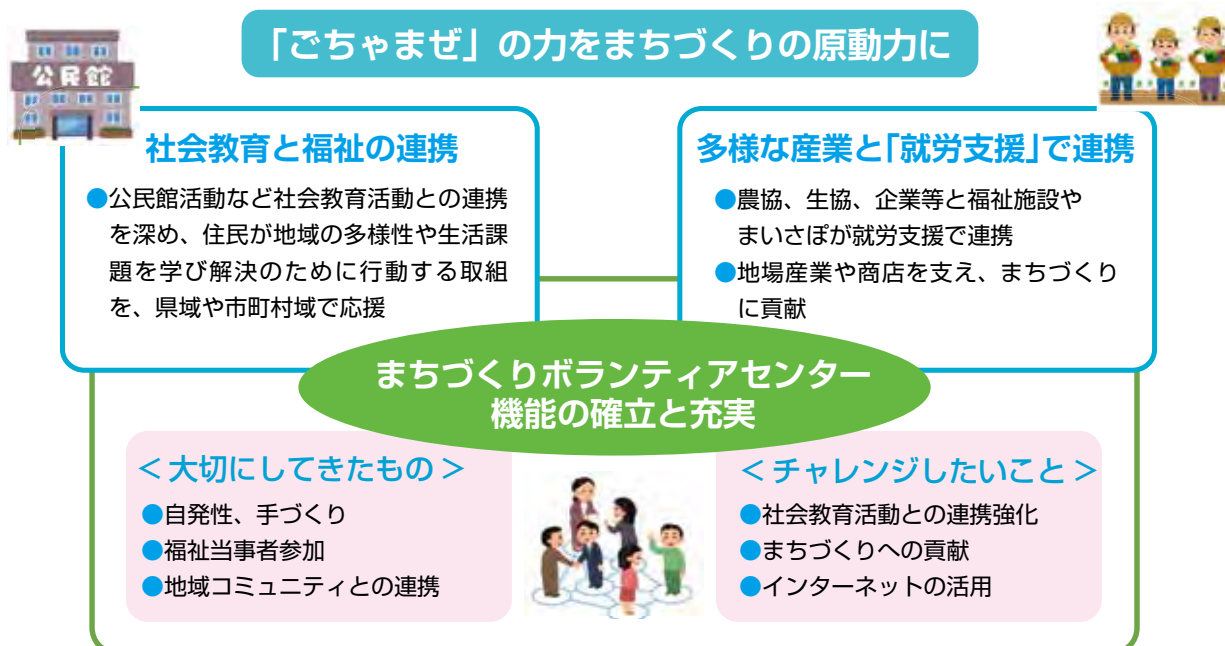 「ごちゃまぜ」の力をまちづくりの原動力に
公民館
社会教育と福祉の連携
●公民館活動など社会教育活動との連携
を深め、住民が地域の多様性や生活課
題を学び解決のために行動する取組
を、県域や市町村域で応援
多様な産業と「就労支援」で連携
●農協、生協、企業等と福祉施設や
まいさぽが就労支援で連携
●地場産業や商店を支え、まちづくり
に貢献
まちづくりボランティアセンター
機能の確立と充実
＜大切にしてきたもの＞
●自発性、手づくり
●福祉当事者参加
●地域コミュニティとの連携
＜チャレンジしたいこと＞
●社会教育活動との連携強化
●まちづくりへの貢献
●インターネットの活用